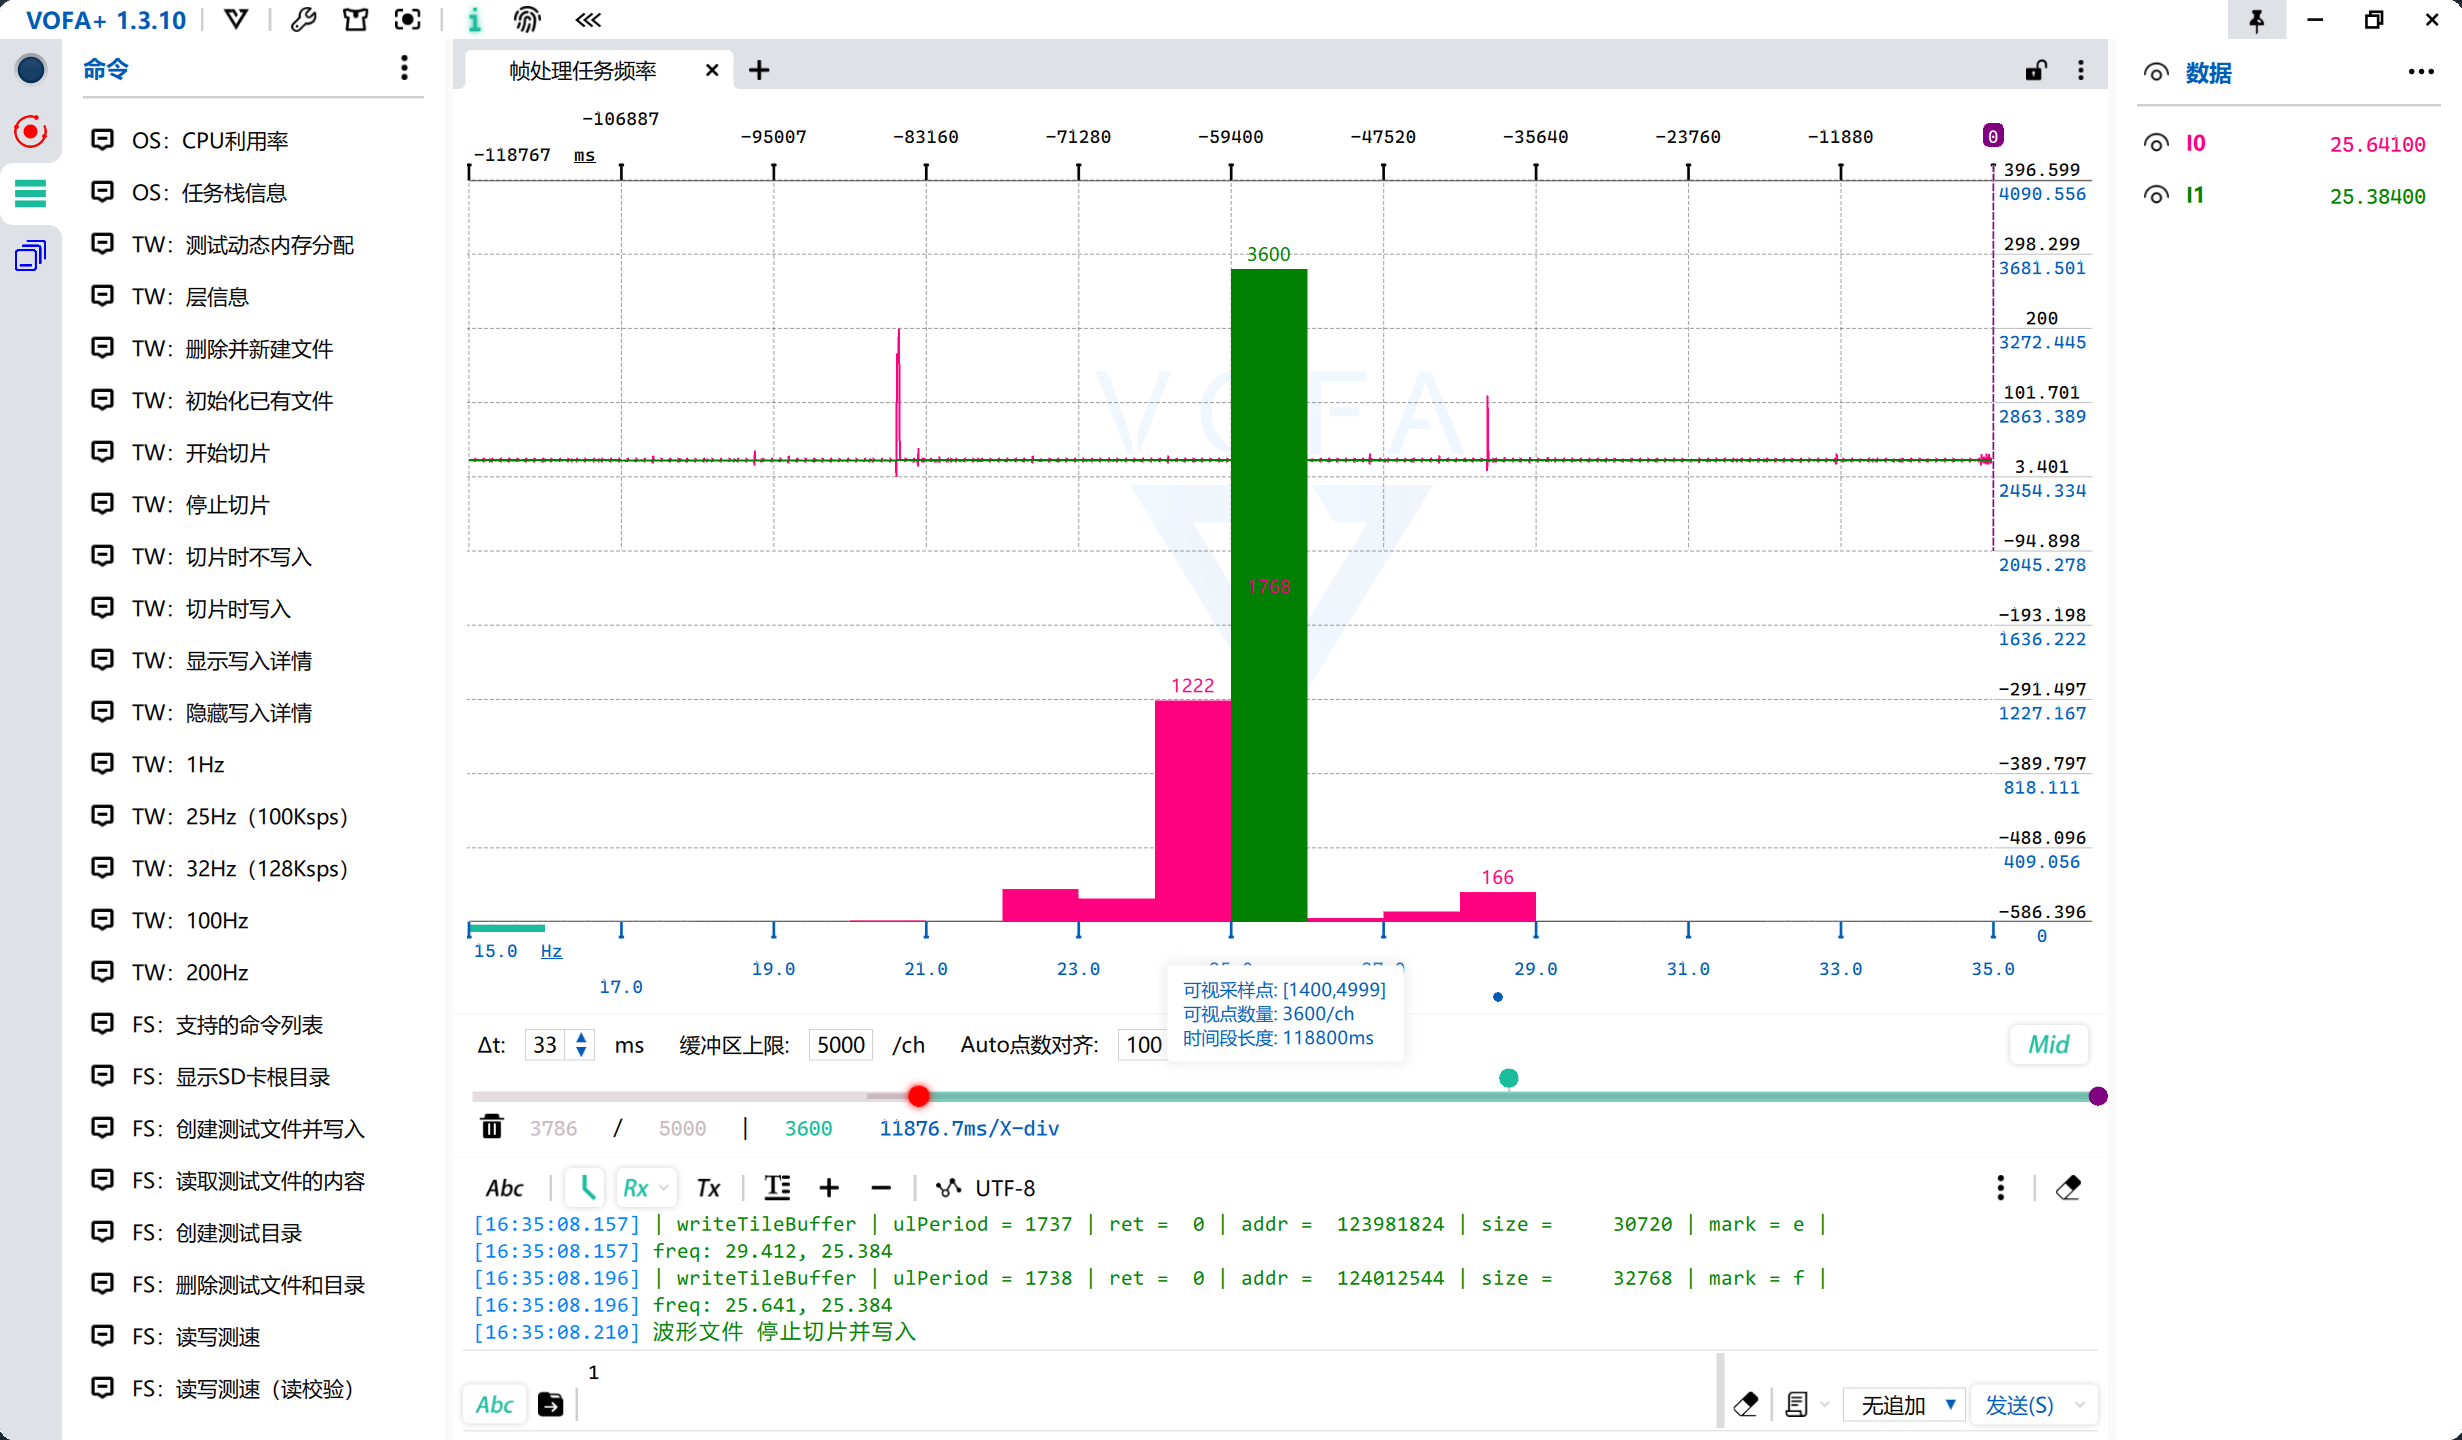 VOFA+ 1.3.10
命令
OS: CPU利用率
OS: 任务栈信息
TW: 测试动态内存分配
TW: 层信息
TW: 删除并新建文件
TW: 初始化已有文件
TW: 开始切片
TW: 停止切片
TW: 切片时不写入
TW: 切片时写入
TW: 显示写入详情
TW: 隐藏写入详情
TW: 1Hz
TW: 25Hz（100Ksps）
TW: 32Hz（128Ksps）
TW: 100Hz
TW: 200Hz
FS: 支持的命令列表
FS: 显示SD卡根目录
FS: 创建测试文件并写入
FS: 读取测试文件的内容
FS: 创建测试目录
FS: 删除测试文件和目录
FS: 读写测速
FS: 读写测速（读校验）
帧处理任务频率
-118767 ms -106887 -95007 -83160 -71280 -59400 -47520 -35640 -23760 -11880 0
396.599
4090.556
298.299
3681.501
200
3272.445
101.701
2863.389
3.401
2454.334
-94.898
2045.278
-193.198
1636.222
-291.497
1227.167
-389.797
818.111
-488.096
409.056
-586.396
0
VOFA
3600
1768
1222
166
15.0 Hz 17.0 19.0 21.0 23.0 29.0 31.0 33.0 35.0
可视采样点: [1400,4999]
可视点数量: 3600/ch
时间段长度: 118800ms
Δt: 33 ms 缓冲区上限: 5000 /ch Auto点数对齐: 100 Mid
3786 / 5000 | 3600 11876.7ms/X-div
Abc Rx Tx UTF-8
[16:35:08.157] | writeTileBuffer | ulPeriod = 1737 | ret = 0 | addr = 123981824 | size = 30720 | mark = e |
[16:35:08.157] freq: 29.412, 25.384
[16:35:08.196] | writeTileBuffer | ulPeriod = 1738 | ret = 0 | addr = 124012544 | size = 32768 | mark = f |
[16:35:08.196] freq: 25.641, 25.384
[16:35:08.210] 波形文件 停止切片并写入
1
Abc 无追加 发送(S)
数据
I0 25.64100
I1 25.38400